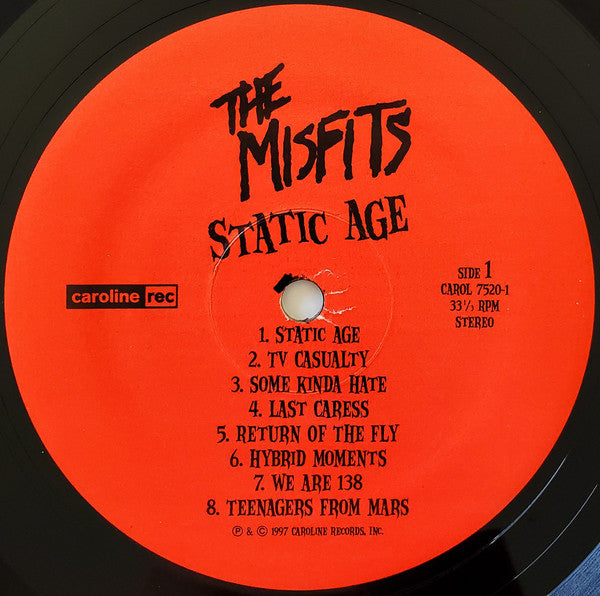 THE
MISFITS
STATIC AGE
caroline rec
SIDE 1
CAROL 7520-1
33⅓ RPM
STEREO
1. STATIC AGE
2. TV CASUALTY
3. SOME KINDA HATE
4. LAST CARESS
5. RETURN OF THE FLY
6. HYBRID MOMENTS
7. WE ARE 138
8. TEENAGERS FROM MARS
℗ & © 1997 CAROLINE RECORDS, INC.